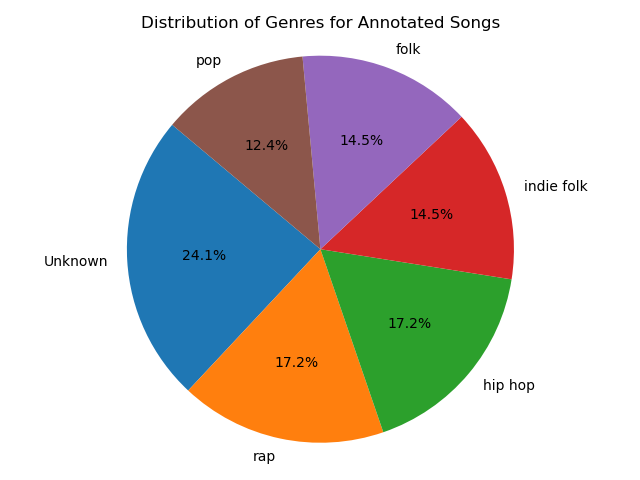 Distribution of Genres for Annotated Songs
folk
pop
12.4%
14.5%
indie folk
14.5%
Unknown
24.1%
17.2%
17.2%
hip hop
rap